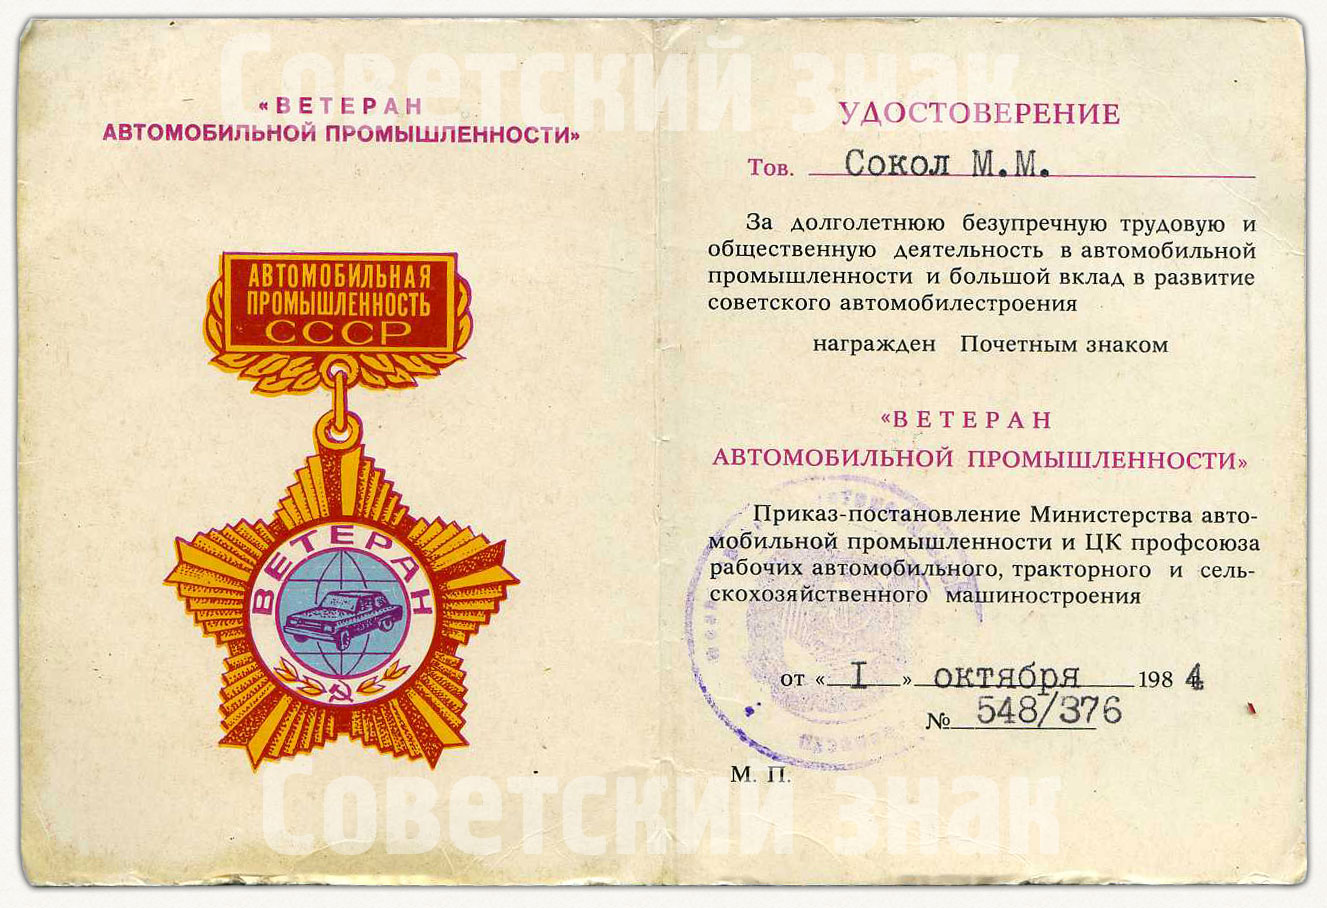 Советский знак
«ВЕТЕРАН
АВТОМОБИЛЬНОЙ ПРОМЫШЛЕННОСТИ»
АВТОМОБИЛЬНАЯ
ПРОМЫШЛЕННОСТЬ
СССР
ВЕТЕРАН
УДОСТОВЕРЕНИЕ
Тов. Сокол М.М.
За долголетнюю безупречную трудовую и
общественную деятельность в автомобильной
промышленности и большой вклад в развитие
советского автомобилестроения
награжден Почетным знаком
«ВЕТЕРАН
АВТОМОБИЛЬНОЙ ПРОМЫШЛЕННОСТИ»
Приказ-постановление Министерства авто-
мобильной промышленности и ЦК профсоюза
рабочих автомобильного, тракторного и сель-
скохозяйственного машиностроения
от «I» октября 1984
№ 548/376
М. П.
Советский знак